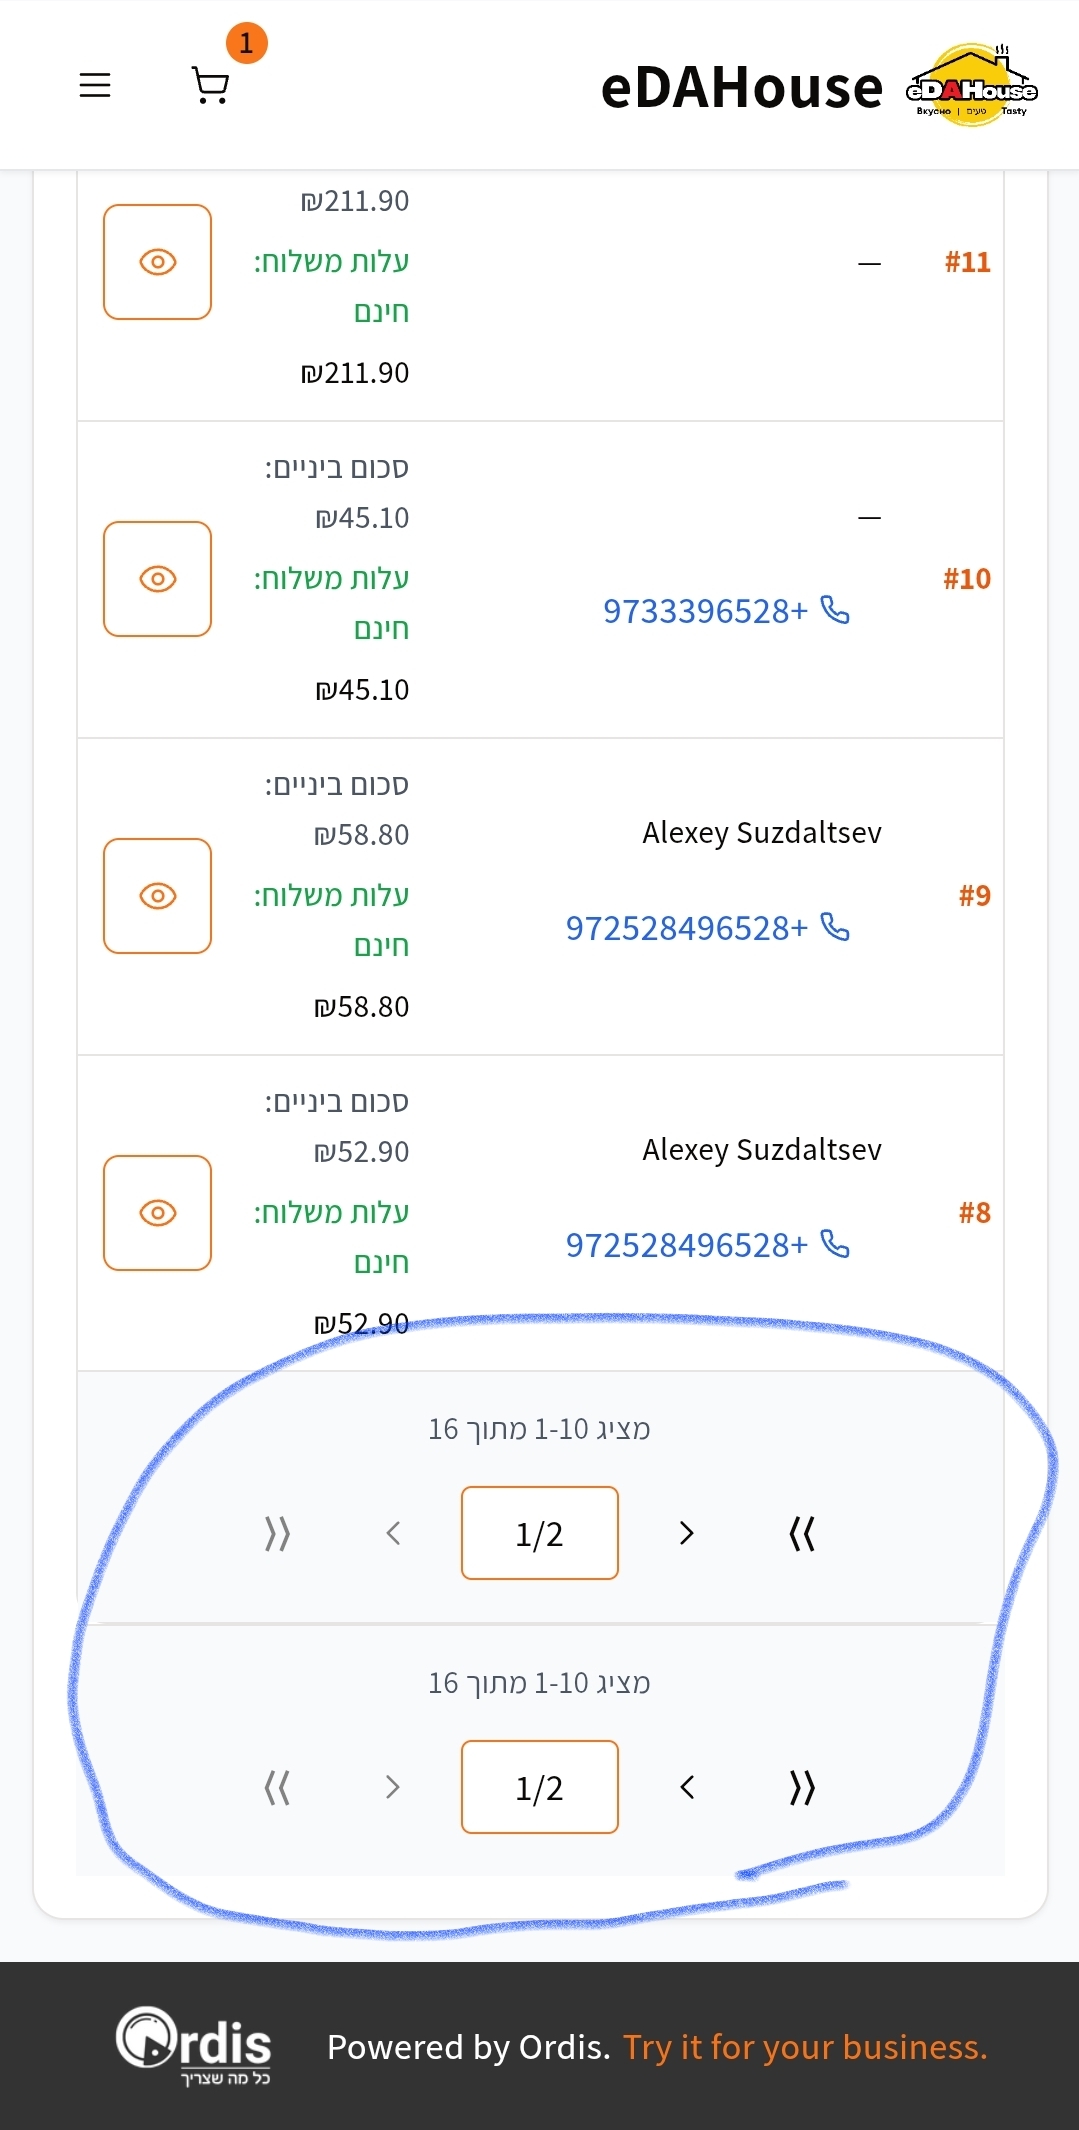 1
eDAHouse
eDAHouse
Вкусно | טעים Tasty
#11
—
₪211.90
עלות משלוח:
חינם
₪211.90
#10
—
+9733396528
סכום ביניים:
₪45.10
עלות משלוח:
חינם
₪45.10
#9
Alexey Suzdaltsev
+972528496528
סכום ביניים:
₪58.80
עלות משלוח:
חינם
₪58.80
#8
Alexey Suzdaltsev
+972528496528
סכום ביניים:
₪52.90
עלות משלוח:
חינם
₪52.90
מציג 1-10 מתוך 16
1/2
מציג 1-10 מתוך 16
1/2
Ordis
כל מה שצריך
Powered by Ordis. Try it for your business.